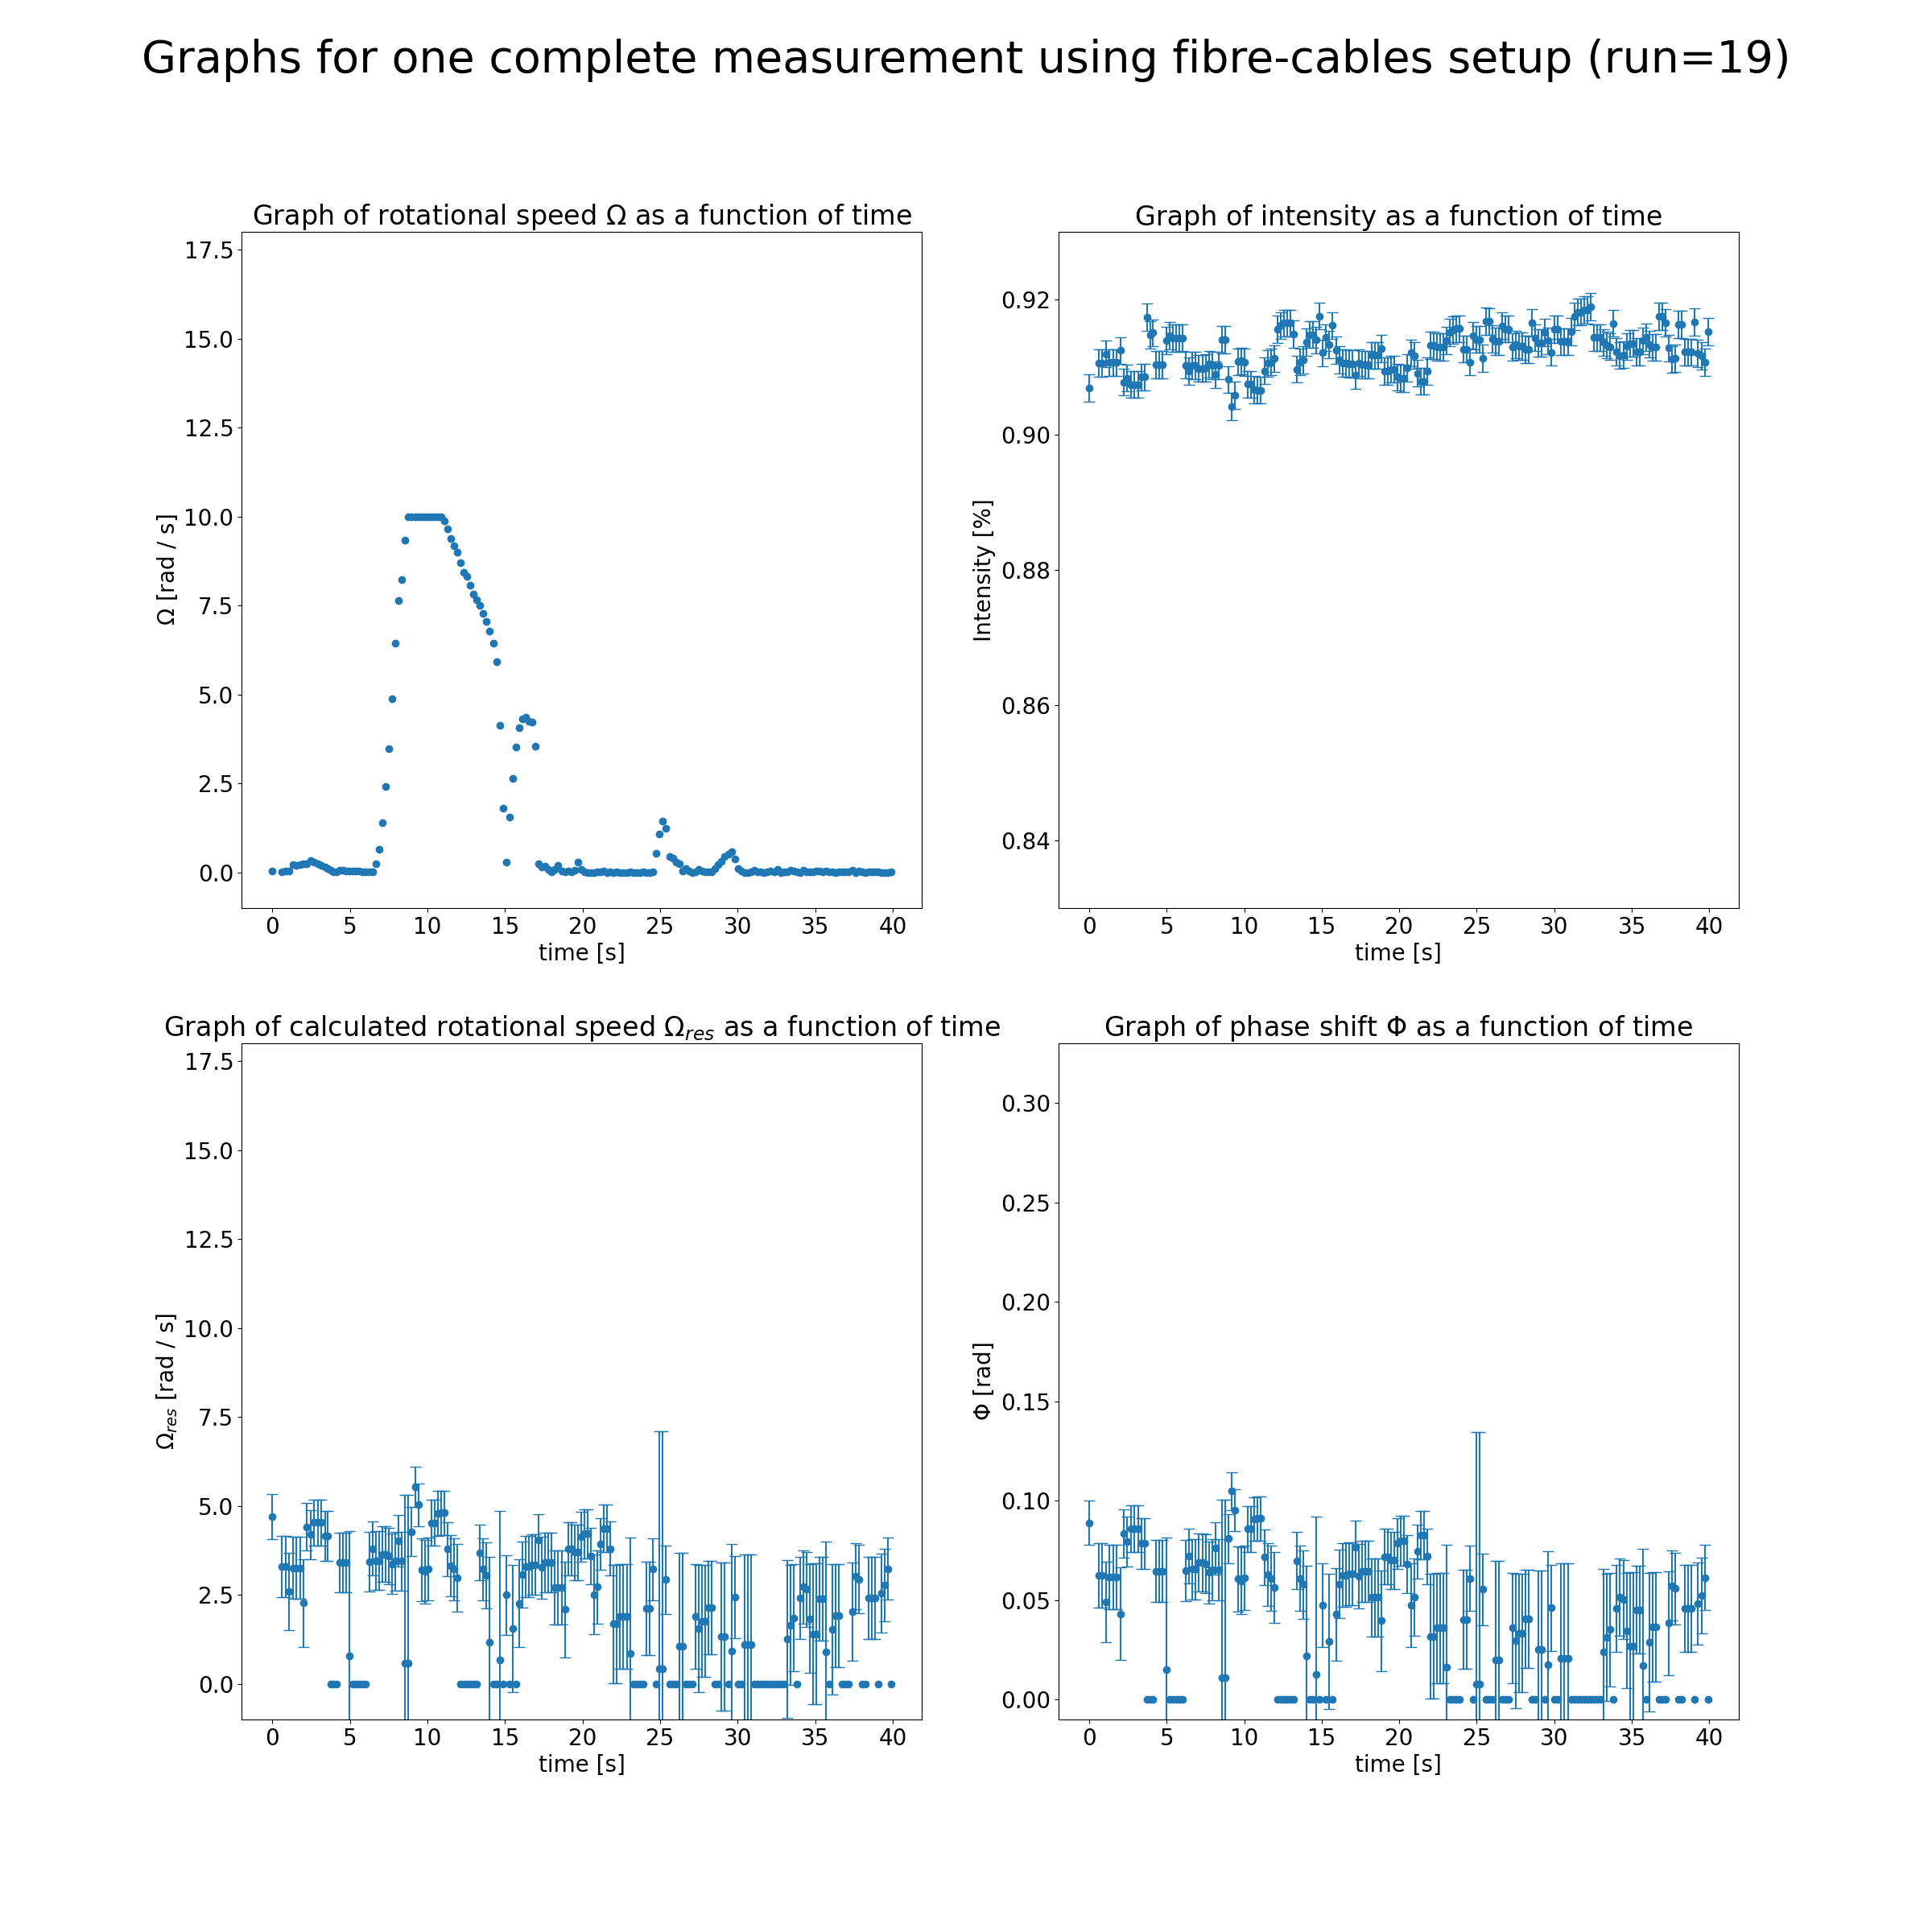 Graphs for one complete measurement using fibre-cables setup (run=19)
Graph of rotational speed Ω as a function of time
17.5
15.0
12.5
10.0
7.5
5.0
2.5
0.0
Ω [rad / s]
0 5 10 15 20 25 30 35 40
time [s]
Graph of intensity as a function of time
0.92
0.90
0.88
0.86
0.84
Intensity [%]
0 5 10 15 20 25 30 35 40
time [s]
Graph of calculated rotational speed Ω_res as a function of time
17.5
15.0
12.5
10.0
7.5
5.0
2.5
0.0
Ω_res [rad / s]
0 5 10 15 20 25 30 35 40
time [s]
Graph of phase shift Φ as a function of time
0.30
0.25
0.20
0.15
0.10
0.05
0.00
Φ [rad]
0 5 10 15 20 25 30 35 40
time [s]